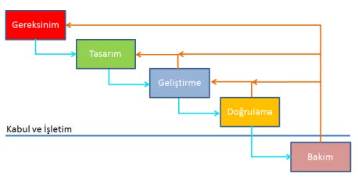 Gereksinim
Tasarım
Geliştirme
Doğrulama
Kabul ve İşletim
Bakım